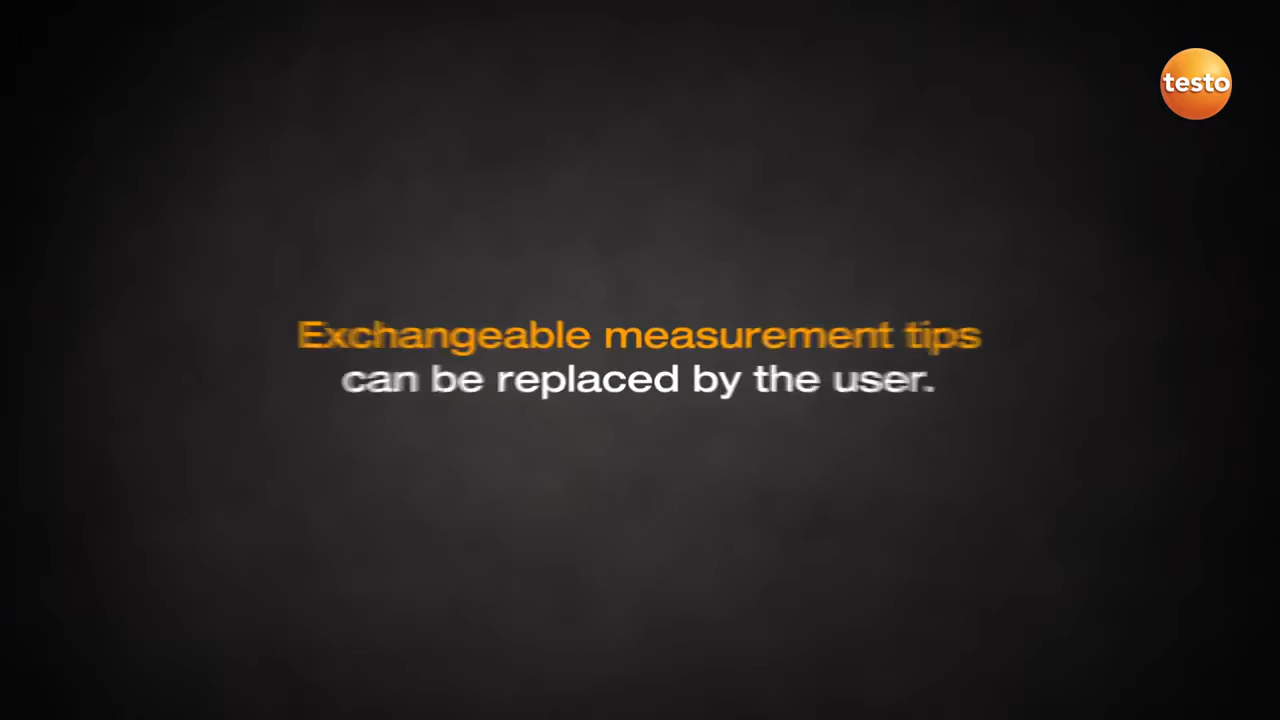 testo
Exchangeable measurement tips
can be replaced by the user.